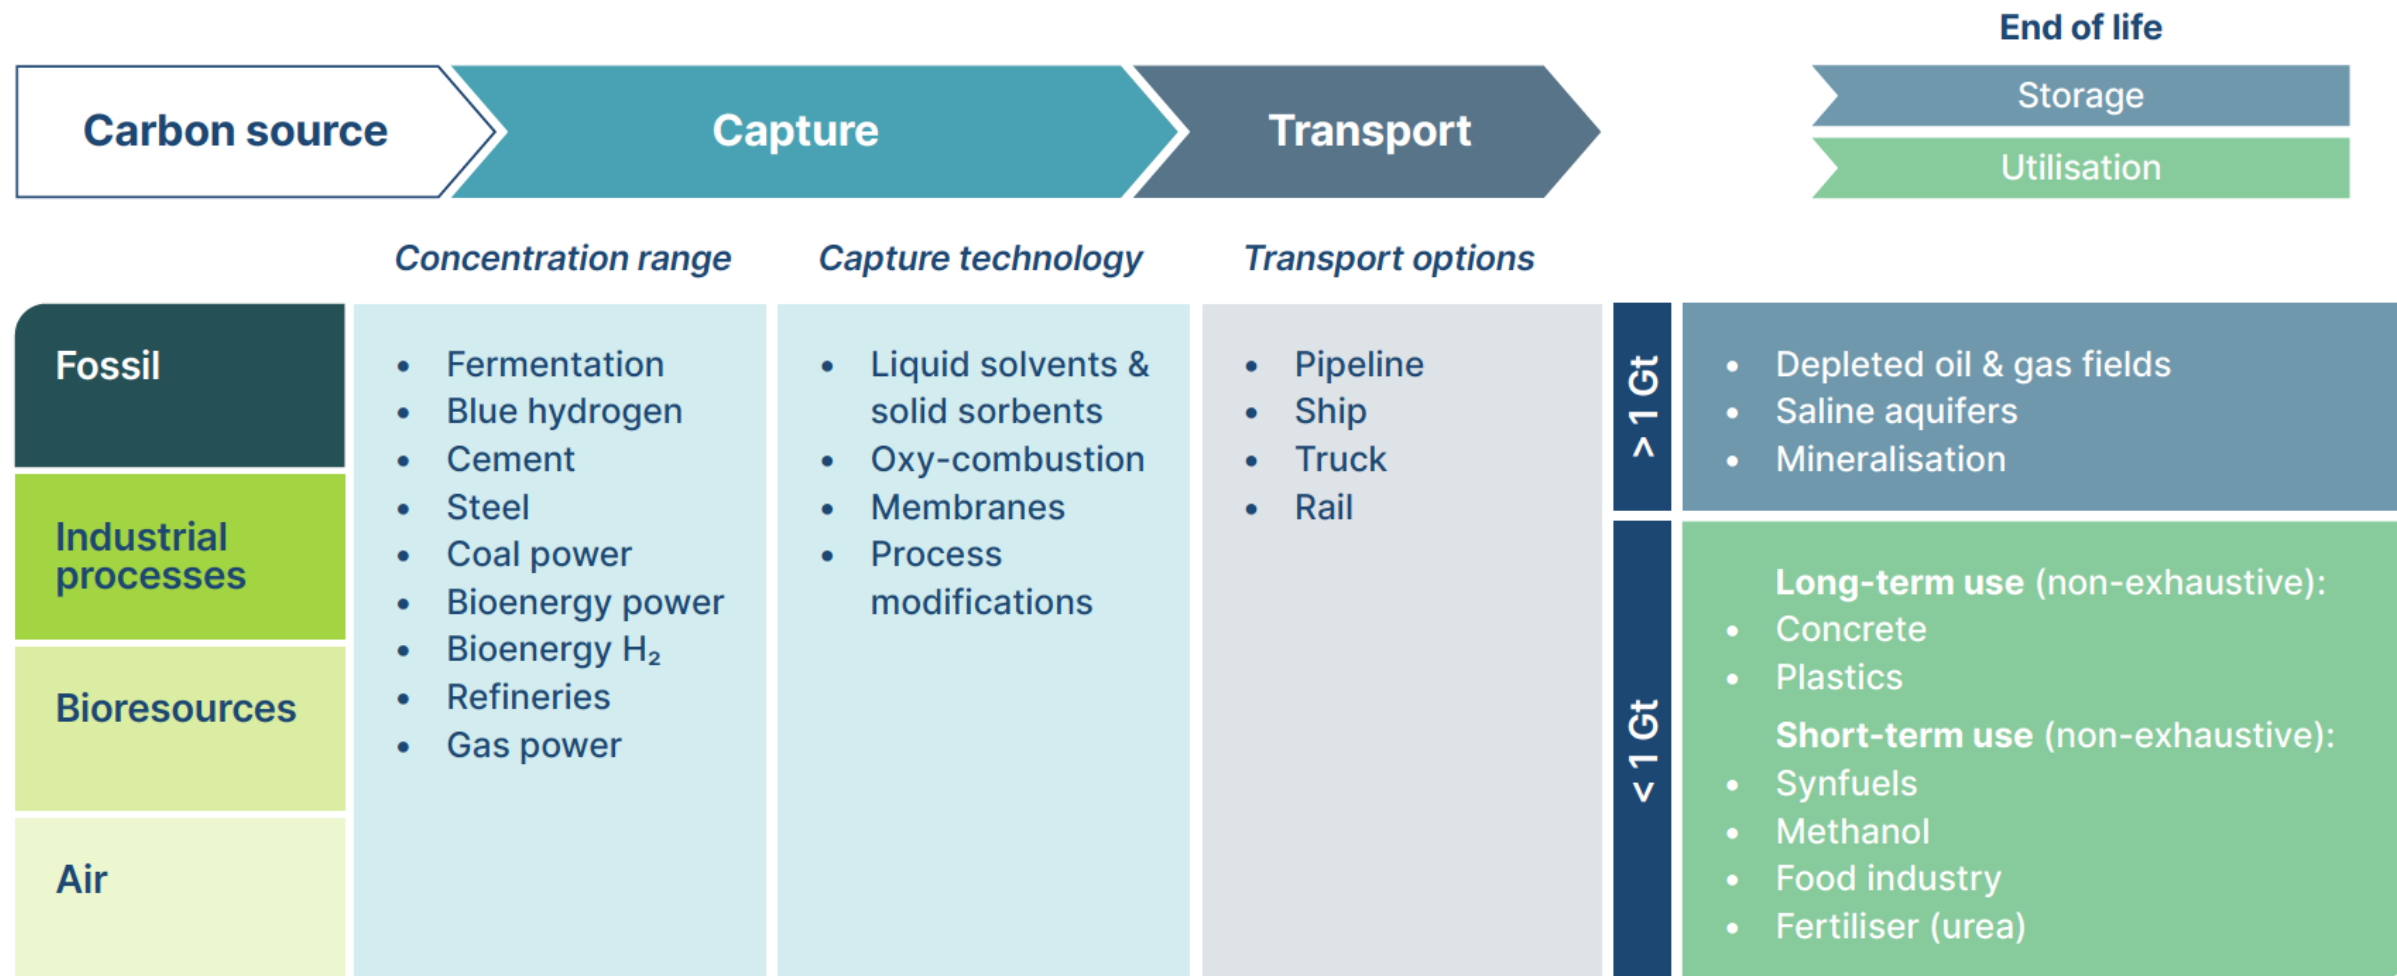 End of life
Carbon source
Capture
Transport
Storage
Utilisation
Concentration range
Capture technology
Transport options
Fossil
Industrial
processes
Bioresources
Air
• Fermentation
• Blue hydrogen
• Cement
• Steel
• Coal power
• Bioenergy power
• Bioenergy H₂
• Refineries
• Gas power
• Liquid solvents &
solid sorbents
• Oxy-combustion
• Membranes
• Process
modifications
• Pipeline
• Ship
• Truck
• Rail
> 1 Gt
• Depleted oil & gas fields
• Saline aquifers
• Mineralisation
< 1 Gt
Long-term use (non-exhaustive):
• Concrete
• Plastics
Short-term use (non-exhaustive):
• Synfuels
• Methanol
• Food industry
• Fertiliser (urea)